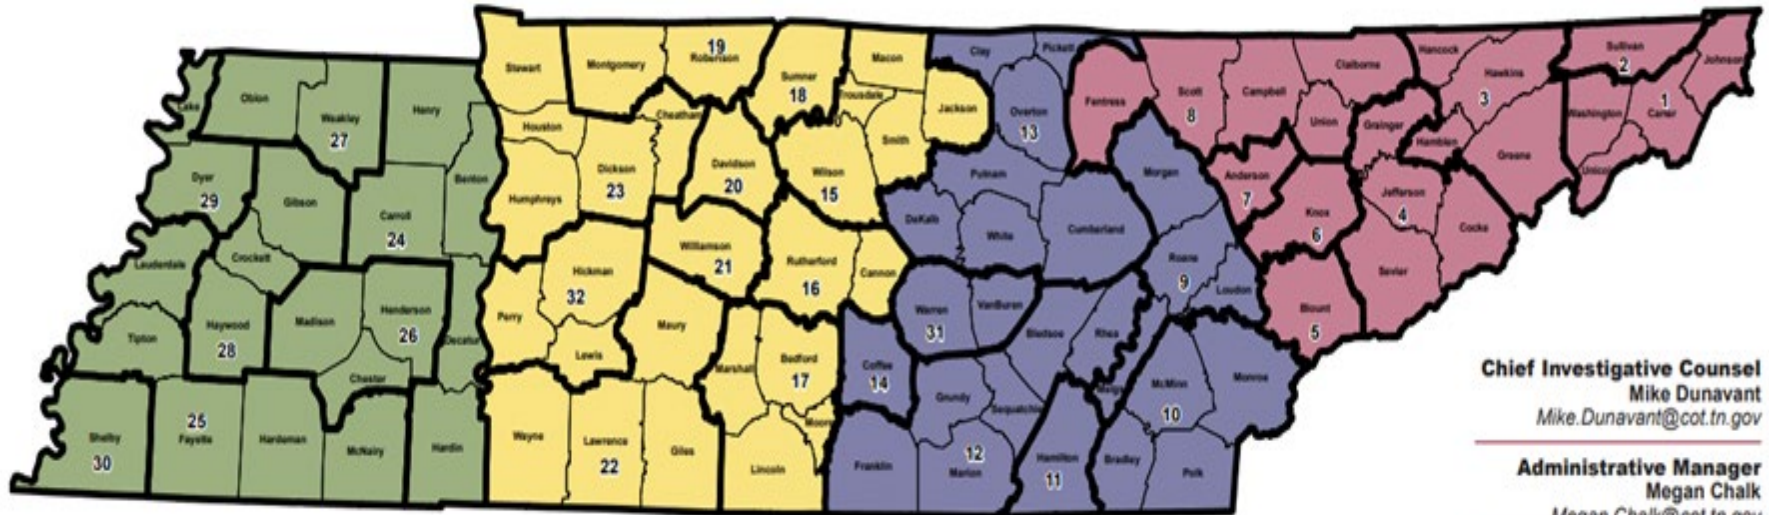 Lake
Obion
Weakley
27
Henry
Dyer
29
Gibson
Carroll
24
Benton
Lauderdale
Crockett
Tipton
Haywood
28
Madison
Henderson
26
Decatur
Chester
Shelby
30
25
Fayette
Hardeman
McNairy
Hardin
Stewart
Montgomery
19
Robertson
Sumner
18
Macon
Trousdale
Houston
Cheatham
Jackson
Smith
Dickson
23
Davidson
20
Wilson
15
Humphreys
Williamson
21
Rutherford
16
Cannon
Hickman
32
Perry
Lewis
Maury
Marshall
Bedford
17
Moore
Wayne
Lawrence
22
Giles
Lincoln
Clay
Pickett
Overton
13
Putnam
DeKalb
White
Cumberland
Morgan
Roane
9
Loudon
Warren
31
VanBuren
Bledsoe
Rhea
Meigs
Coffee
14
Grundy
Sequatchie
McMinn
10
Monroe
Franklin
12
Marion
Hamilton
11
Bradley
Polk
Fentress
Scott
8
Campbell
Claiborne
Union
Hancock
Hawkins
3
Sullivan
2
Johnson
1
Carter
Washington
Unicoi
Grainger
Hamblen
Greene
Anderson
7
Knox
6
Jefferson
4
Cocke
Sevier
Blount
5
Chief Investigative Counsel
Mike Dunavant
Mike.Dunavant@cot.tn.gov
Administrative Manager
Megan Chalk
Megan.Chalk@cot.tn.gov